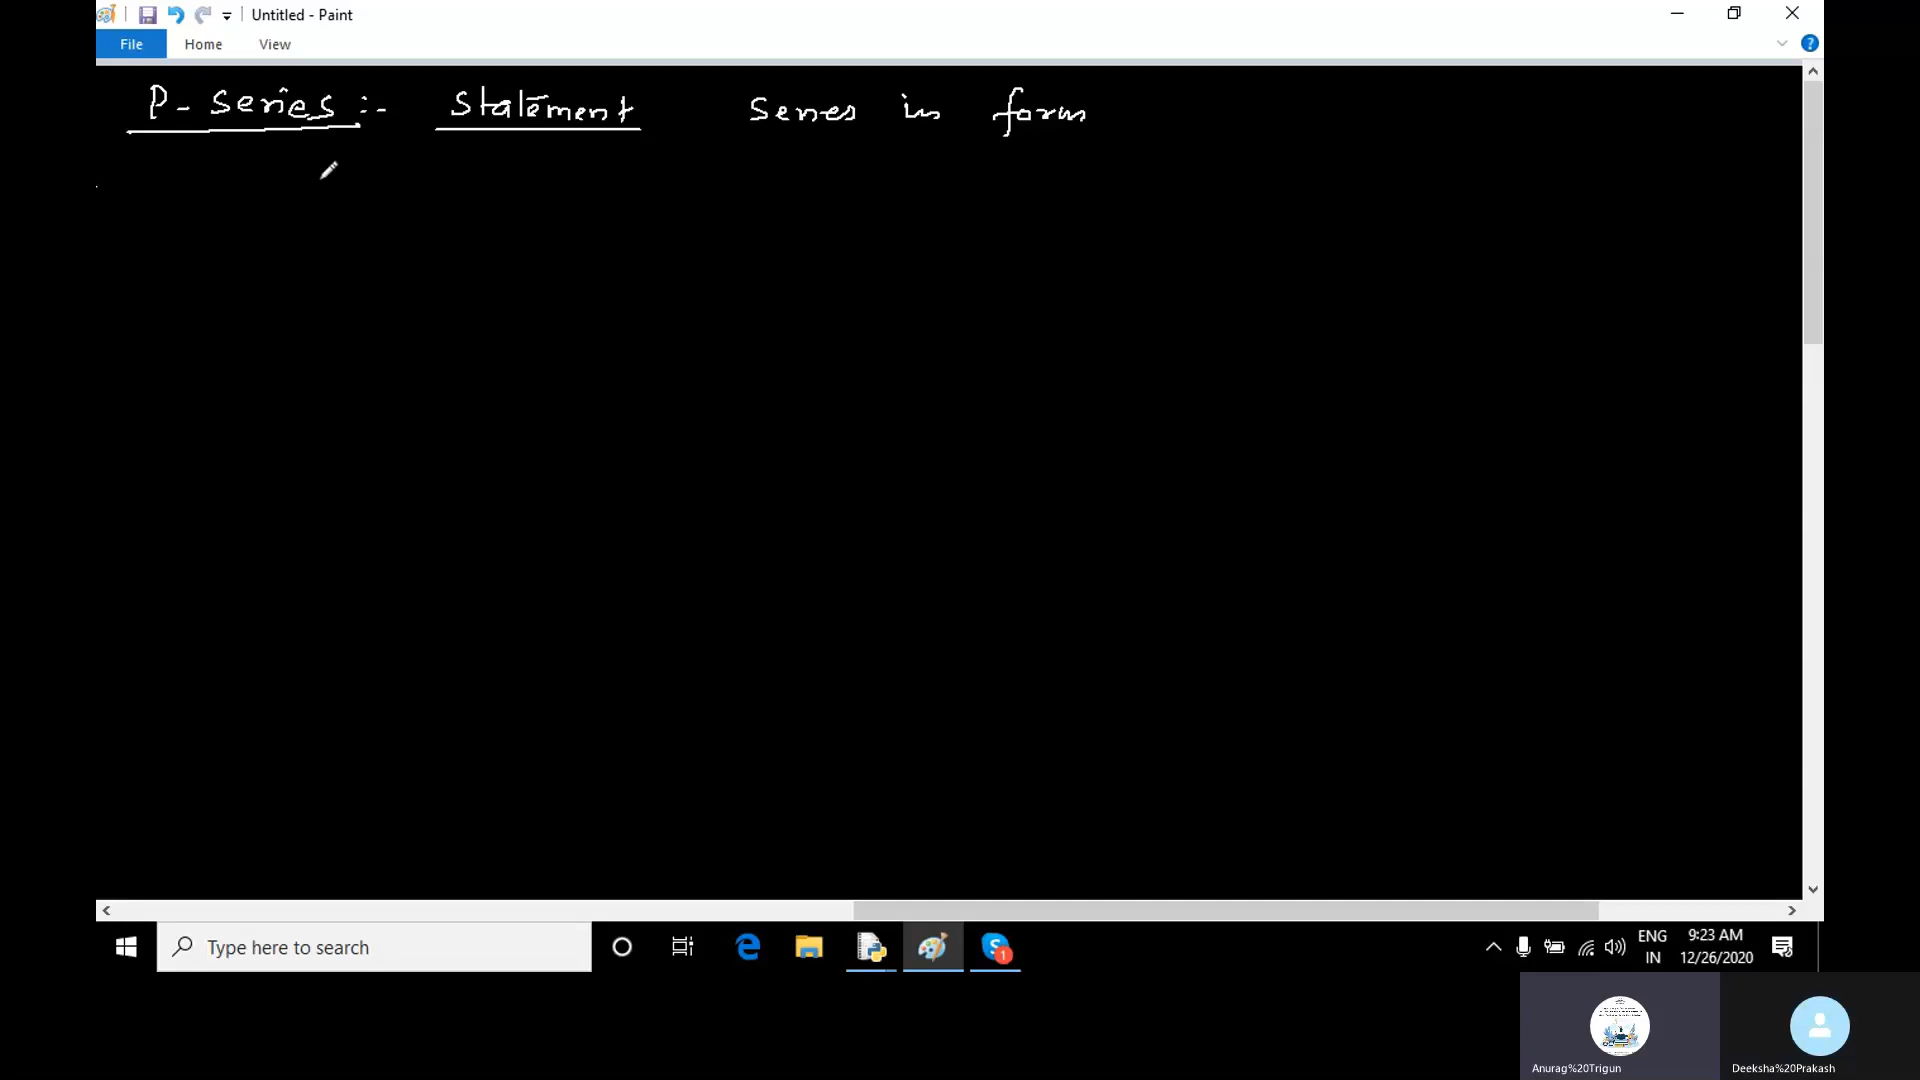 Untitled - Paint
File Home View
P- series :- Statement Series in form
Type here to search
1
ENG
IN
9:23 AM
12/26/2020
Anurag%20Trigun
Deeksha%20Prakash